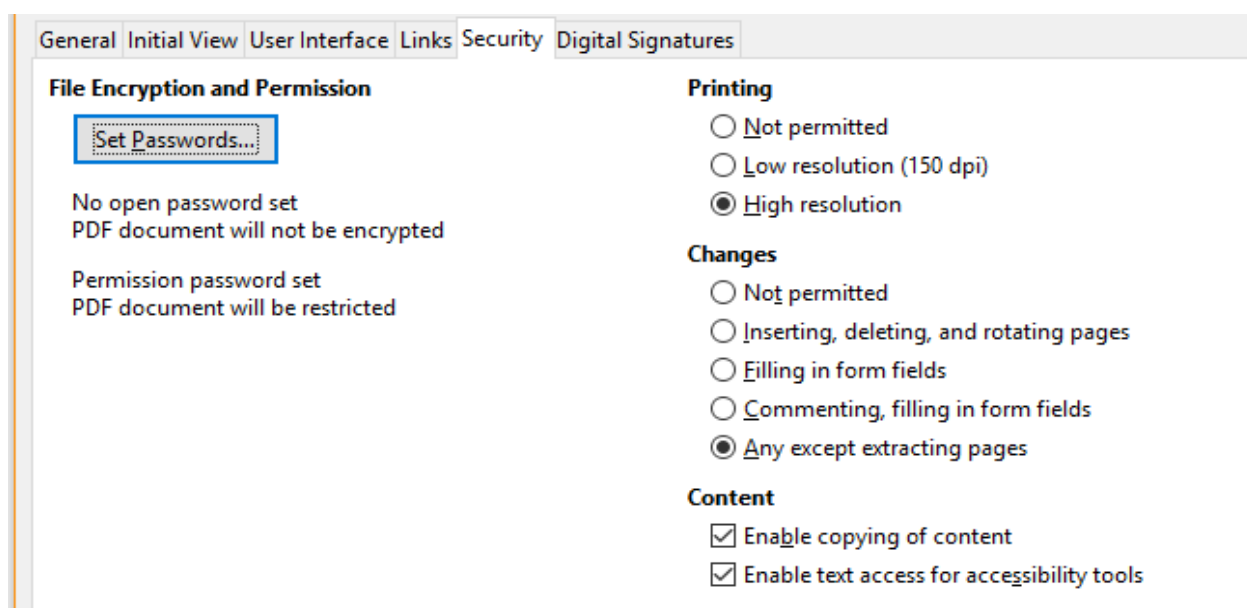 General Initial View User Interface Links Security Digital Signatures
File Encryption and Permission
Set Passwords...
No open password set
PDF document will not be encrypted
Permission password set
PDF document will be restricted
Printing
Not permitted
Low resolution (150 dpi)
High resolution
Changes
Not permitted
Inserting, deleting, and rotating pages
Filling in form fields
Commenting, filling in form fields
Any except extracting pages
Content
Enable copying of content
Enable text access for accessibility tools